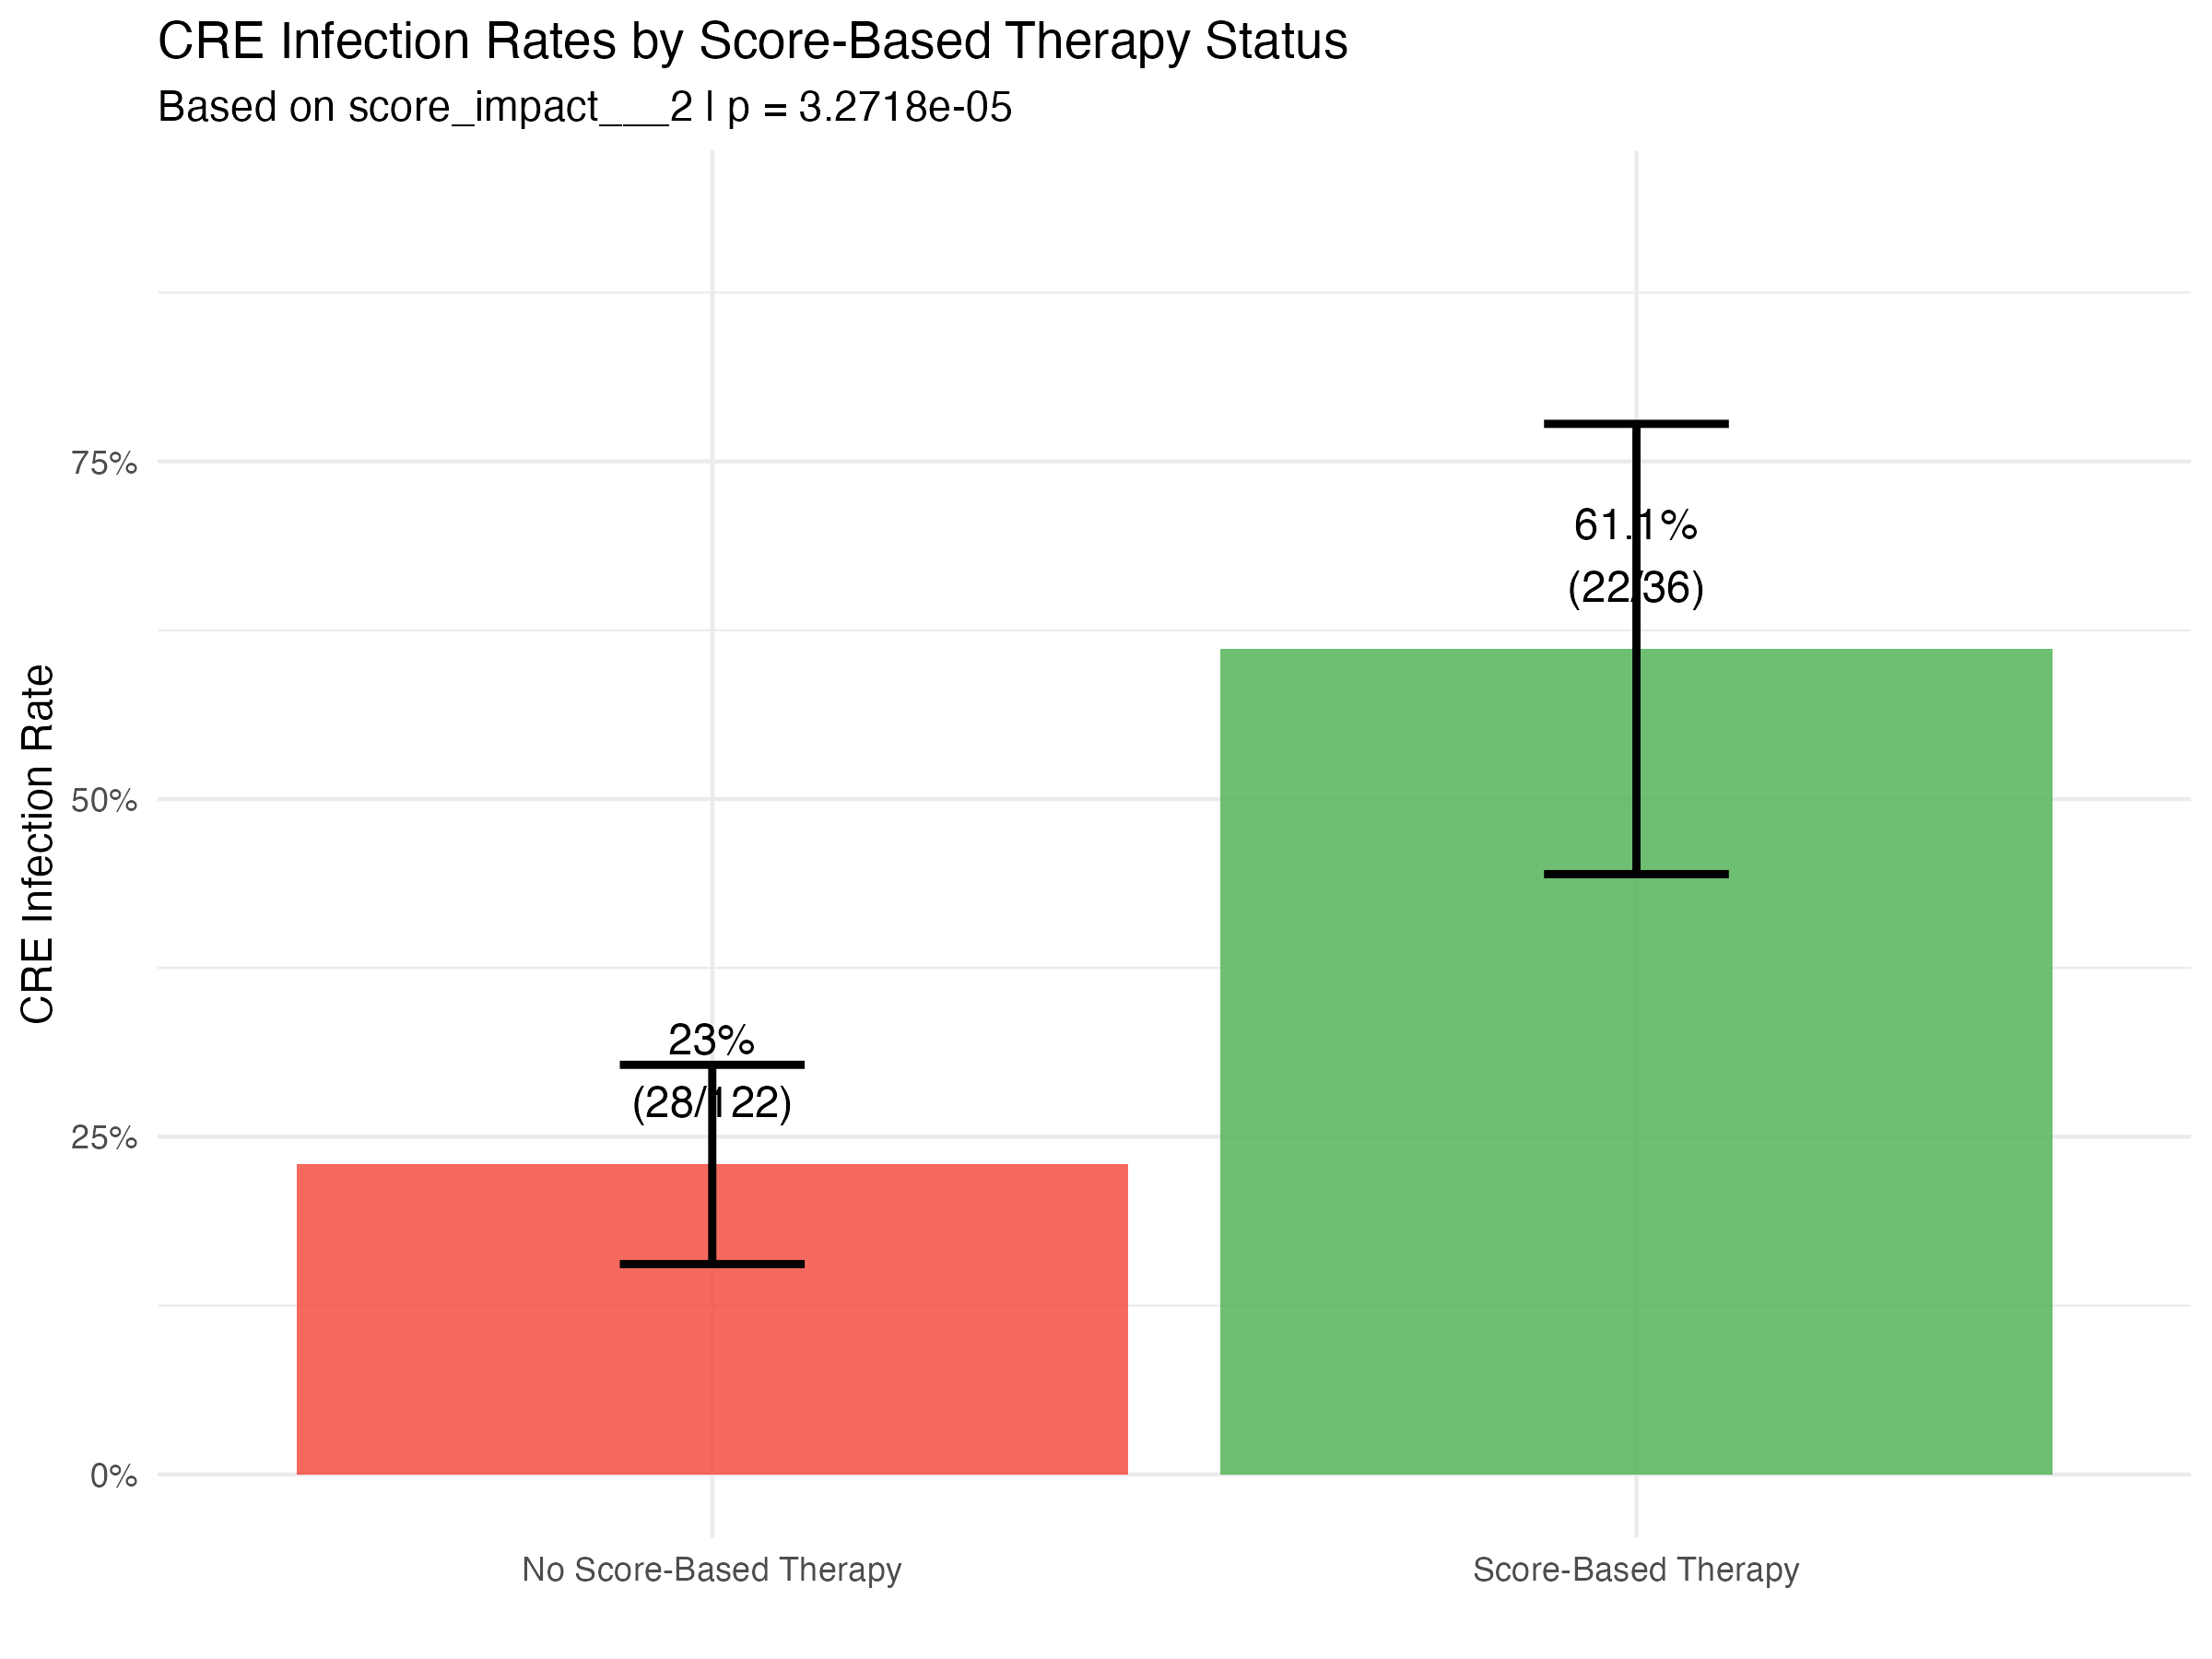 CRE Infection Rates by Score-Based Therapy Status
Based on score_impact___2 | p = 3.2718e-05
CRE Infection Rate
75%
50%
25%
0%
61.1%
(22/36)
23%
(28/122)
No Score-Based Therapy
Score-Based Therapy